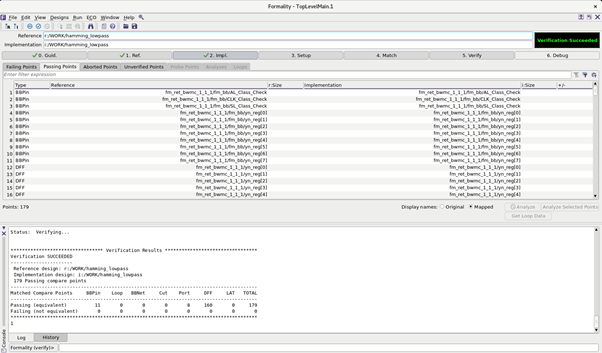 Formality - TopLevelMain.1
File Edit View Designs Run ECO Window Help
Reference r:/WORK/hamming_lowpass
Implementation i:/WORK/hamming_lowpass
Verification Succeeded
0. Guid. 1. Ref. 2. Impl. 3. Setup 4. Match 5. Verify 6. Debug
Failing Points Passing Points Aborted Points Unverified Points Probe Points Analyses Loops
Enter filter expression
Type Reference r:Size Implementation i:Size +/-
1 BBPin fm_ret_bwmc_1_1_1/fm_bb/AL_Class_Check fm_ret_bwmc_1_1_1/fm_bb/AL_Class_Check
2 BBPin fm_ret_bwmc_1_1_1/fm_bb/CLK_Class_Check fm_ret_bwmc_1_1_1/fm_bb/CLK_Class_Check
3 BBPin fm_ret_bwmc_1_1_1/fm_bb/SL_Class_Check fm_ret_bwmc_1_1_1/fm_bb/SL_Class_Check
4 BBPin fm_ret_bwmc_1_1_1/fm_bb/yn_reg[0] fm_ret_bwmc_1_1_1/fm_bb/yn_reg[0]
5 BBPin fm_ret_bwmc_1_1_1/fm_bb/yn_reg[1] fm_ret_bwmc_1_1_1/fm_bb/yn_reg[1]
6 BBPin fm_ret_bwmc_1_1_1/fm_bb/yn_reg[2] fm_ret_bwmc_1_1_1/fm_bb/yn_reg[2]
7 BBPin fm_ret_bwmc_1_1_1/fm_bb/yn_reg[3] fm_ret_bwmc_1_1_1/fm_bb/yn_reg[3]
8 BBPin fm_ret_bwmc_1_1_1/fm_bb/yn_reg[4] fm_ret_bwmc_1_1_1/fm_bb/yn_reg[4]
9 BBPin fm_ret_bwmc_1_1_1/fm_bb/yn_reg[5] fm_ret_bwmc_1_1_1/fm_bb/yn_reg[5]
10 BBPin fm_ret_bwmc_1_1_1/fm_bb/yn_reg[6] fm_ret_bwmc_1_1_1/fm_bb/yn_reg[6]
11 BBPin fm_ret_bwmc_1_1_1/fm_bb/yn_reg[7] fm_ret_bwmc_1_1_1/fm_bb/yn_reg[7]
12 DFF fm_ret_bwmc_1_1_1/yn_reg[0] fm_ret_bwmc_1_1_1/yn_reg[0]
13 DFF fm_ret_bwmc_1_1_1/yn_reg[1] fm_ret_bwmc_1_1_1/yn_reg[1]
14 DFF fm_ret_bwmc_1_1_1/yn_reg[2] fm_ret_bwmc_1_1_1/yn_reg[2]
15 DFF fm_ret_bwmc_1_1_1/yn_reg[3] fm_ret_bwmc_1_1_1/yn_reg[3]
16 DFF fm_ret_bwmc_1_1_1/yn_reg[4] fm_ret_bwmc_1_1_1/yn_reg[4]
Points: 179 Display names: Original Mapped Analyze Analyze Selected Points
Get Loop Data
Status: Verifying...
********************************* Verification Results *********************************
Verification SUCCEEDED
----------------------
Reference design: r:/WORK/hamming_lowpass
Implementation design: i:/WORK/hamming_lowpass
179 Passing compare points
Matched Compare Points BBPin Loop BBNet Cut Port DFF LAT TOTAL
Passing (equivalent) 11 0 0 0 8 160 0 179
Failing (not equivalent) 0 0 0 0 0 0 0 0
****************************************************************************************
1
Log History
Console
Formality (verify)>